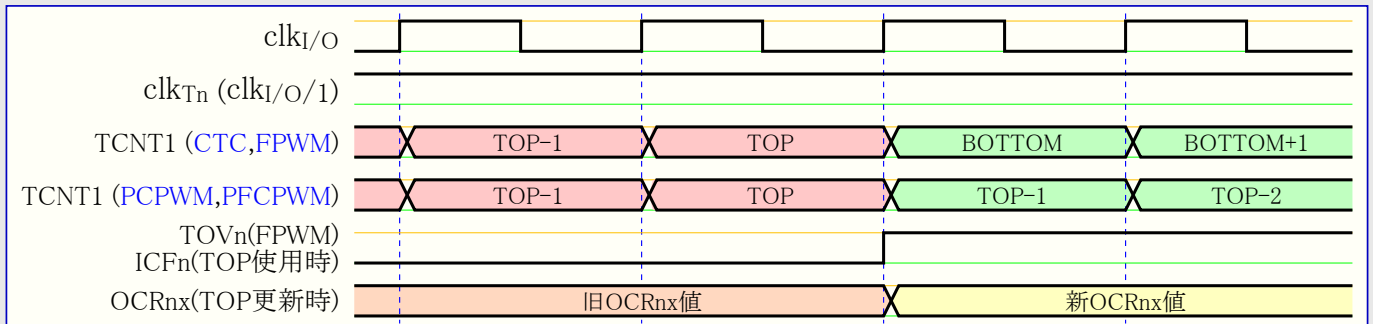 clkI/O
clkTn (clkI/O/1)
TCNT1 (CTC,FPWM) TOP-1 TOP BOTTOM BOTTOM+1
TCNT1 (PCPWM,PFCPWM) TOP-1 TOP TOP-1 TOP-2
TOVn(FPWM)
ICFn(TOP使用時)
OCRnx(TOP更新時) 旧OCRnx値 新OCRnx値